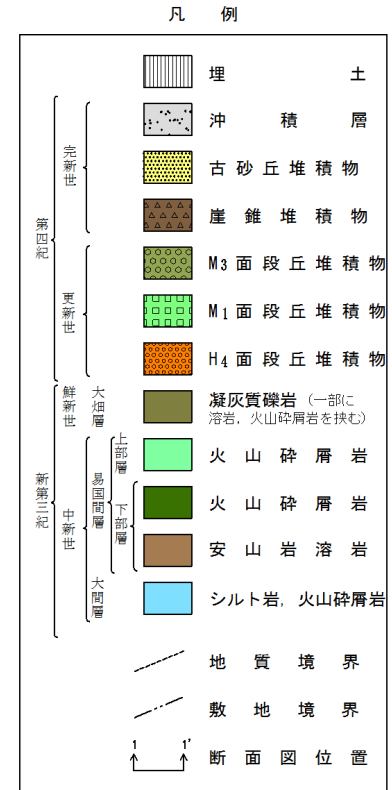 凡 例
埋 土
沖 積 層
古砂丘堆積物
崖錐堆積物
M3面段丘堆積物
M1面段丘堆積物
H4面段丘堆積物
凝灰質礫岩（一部に
溶岩，火山砕屑岩を挟む）
火山砕屑岩
火山砕屑岩
安山岩溶岩
シルト岩，火山砕屑岩
地質境界
敷地境界
1 1' 断面図位置
第四紀
完新世
更新世
新第三紀
鮮新世
大畑層
中新世
易国間層
上部層
下部層
大間層